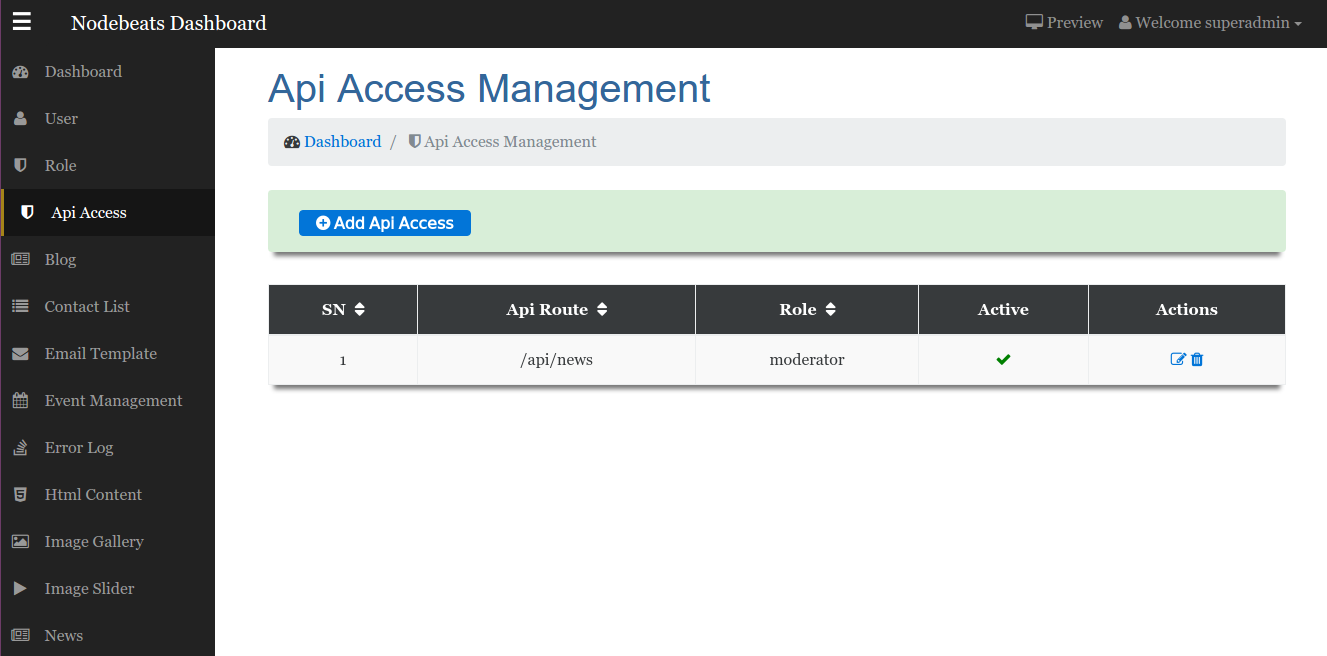 Nodebeats Dashboard
Preview
Welcome superadmin
Dashboard
User
Role
Api Access
Blog
Contact List
Email Template
Event Management
Error Log
Html Content
Image Gallery
Image Slider
News
Api Access Management
Dashboard / Api Access Management
Add Api Access
SN Api Route Role Active Actions
1 /api/news moderator